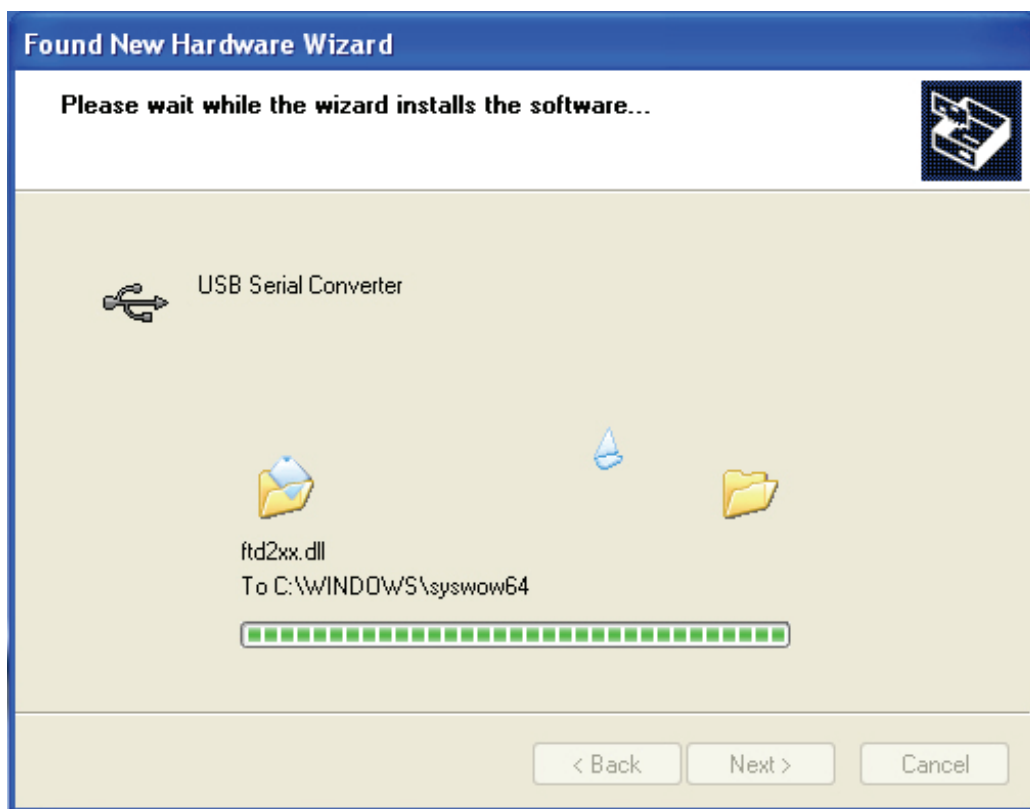 Found New Hardware Wizard
Please wait while the wizard installs the software...
USB Serial Converter
ftd2xx.dll
To C:\WINDOWS\syswow64
< Back
Next >
Cancel